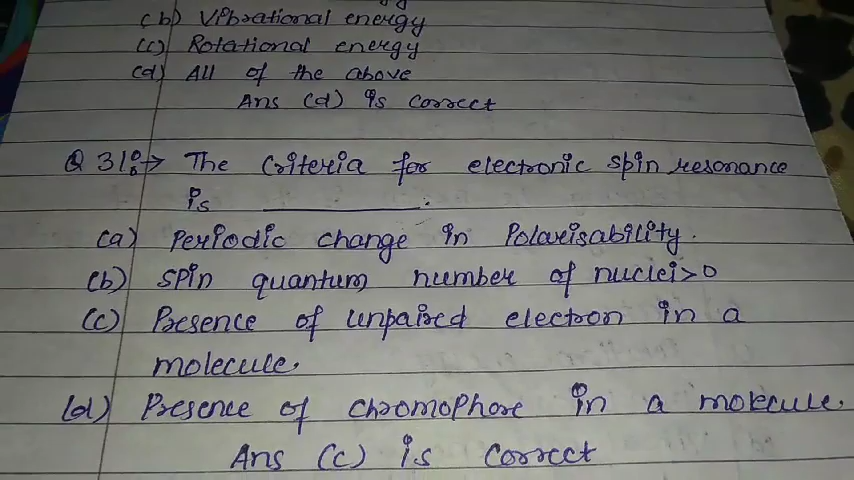 (b) Vibrational energy
(c) Rotational energy
(d) All of the above
Ans (d) is correct
Q 31:→ The Criteria for electronic spin resonance
is ________.
(a) Periodic change in Polarisability.
(b) Spin quantum number of nuclei>0
(c) Presence of unpaired electron in a
molecule.
(d) Presence of chromophore in a molecule.
Ans (c) is correct